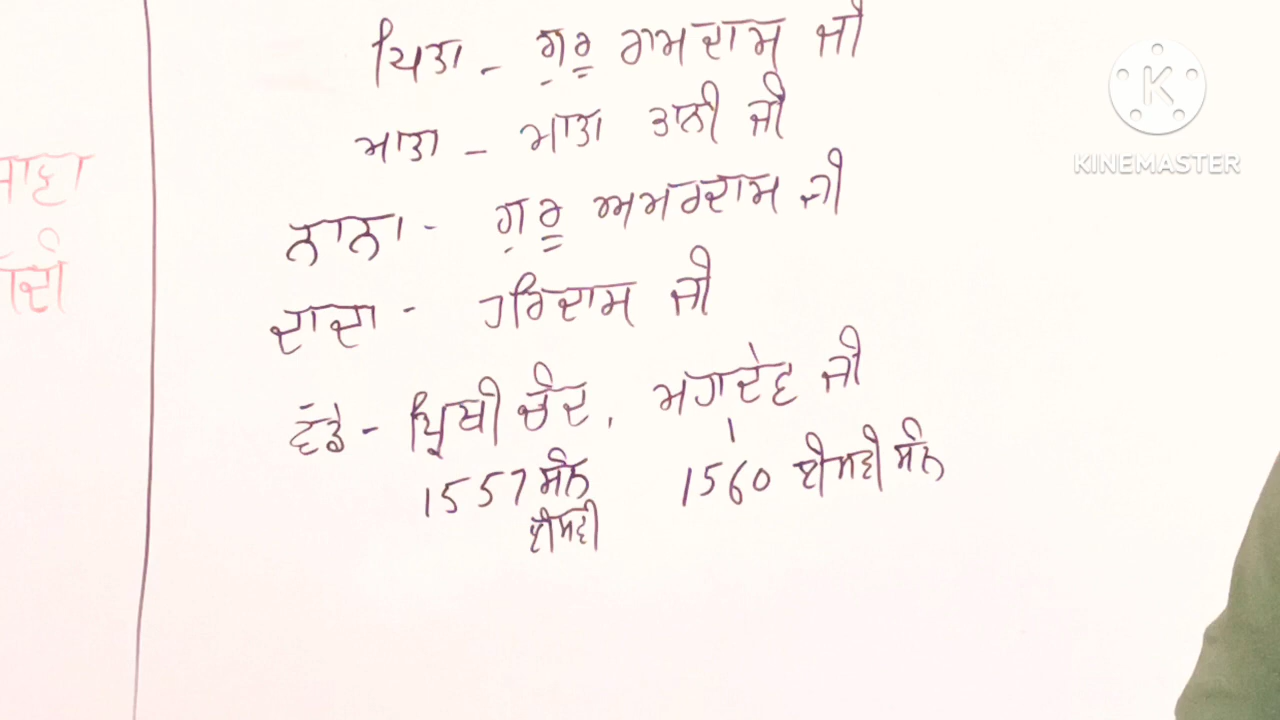 ਪਿਤਾ - ਗੁਰੂ ਰਾਮਦਾਸ ਜੀ
ਮਾਤਾ - ਮਾਤਾ ਭਾਨੀ ਜੀ
ਨਾਨਾ - ਗੁਰੂ ਅਮਰਦਾਸ ਜੀ
ਦਾਦਾ - ਹਰਿਦਾਸ ਜੀ
ਵੱਡੇ - ਪ੍ਰਿਥੀ ਚੰਦ, ਮਹਾਦੇਵ ਜੀ
1557 ਸੰਨ 1560 ਈਸਵੀ ਸੰਨ
ਈਸਵੀ
KINEMASTER